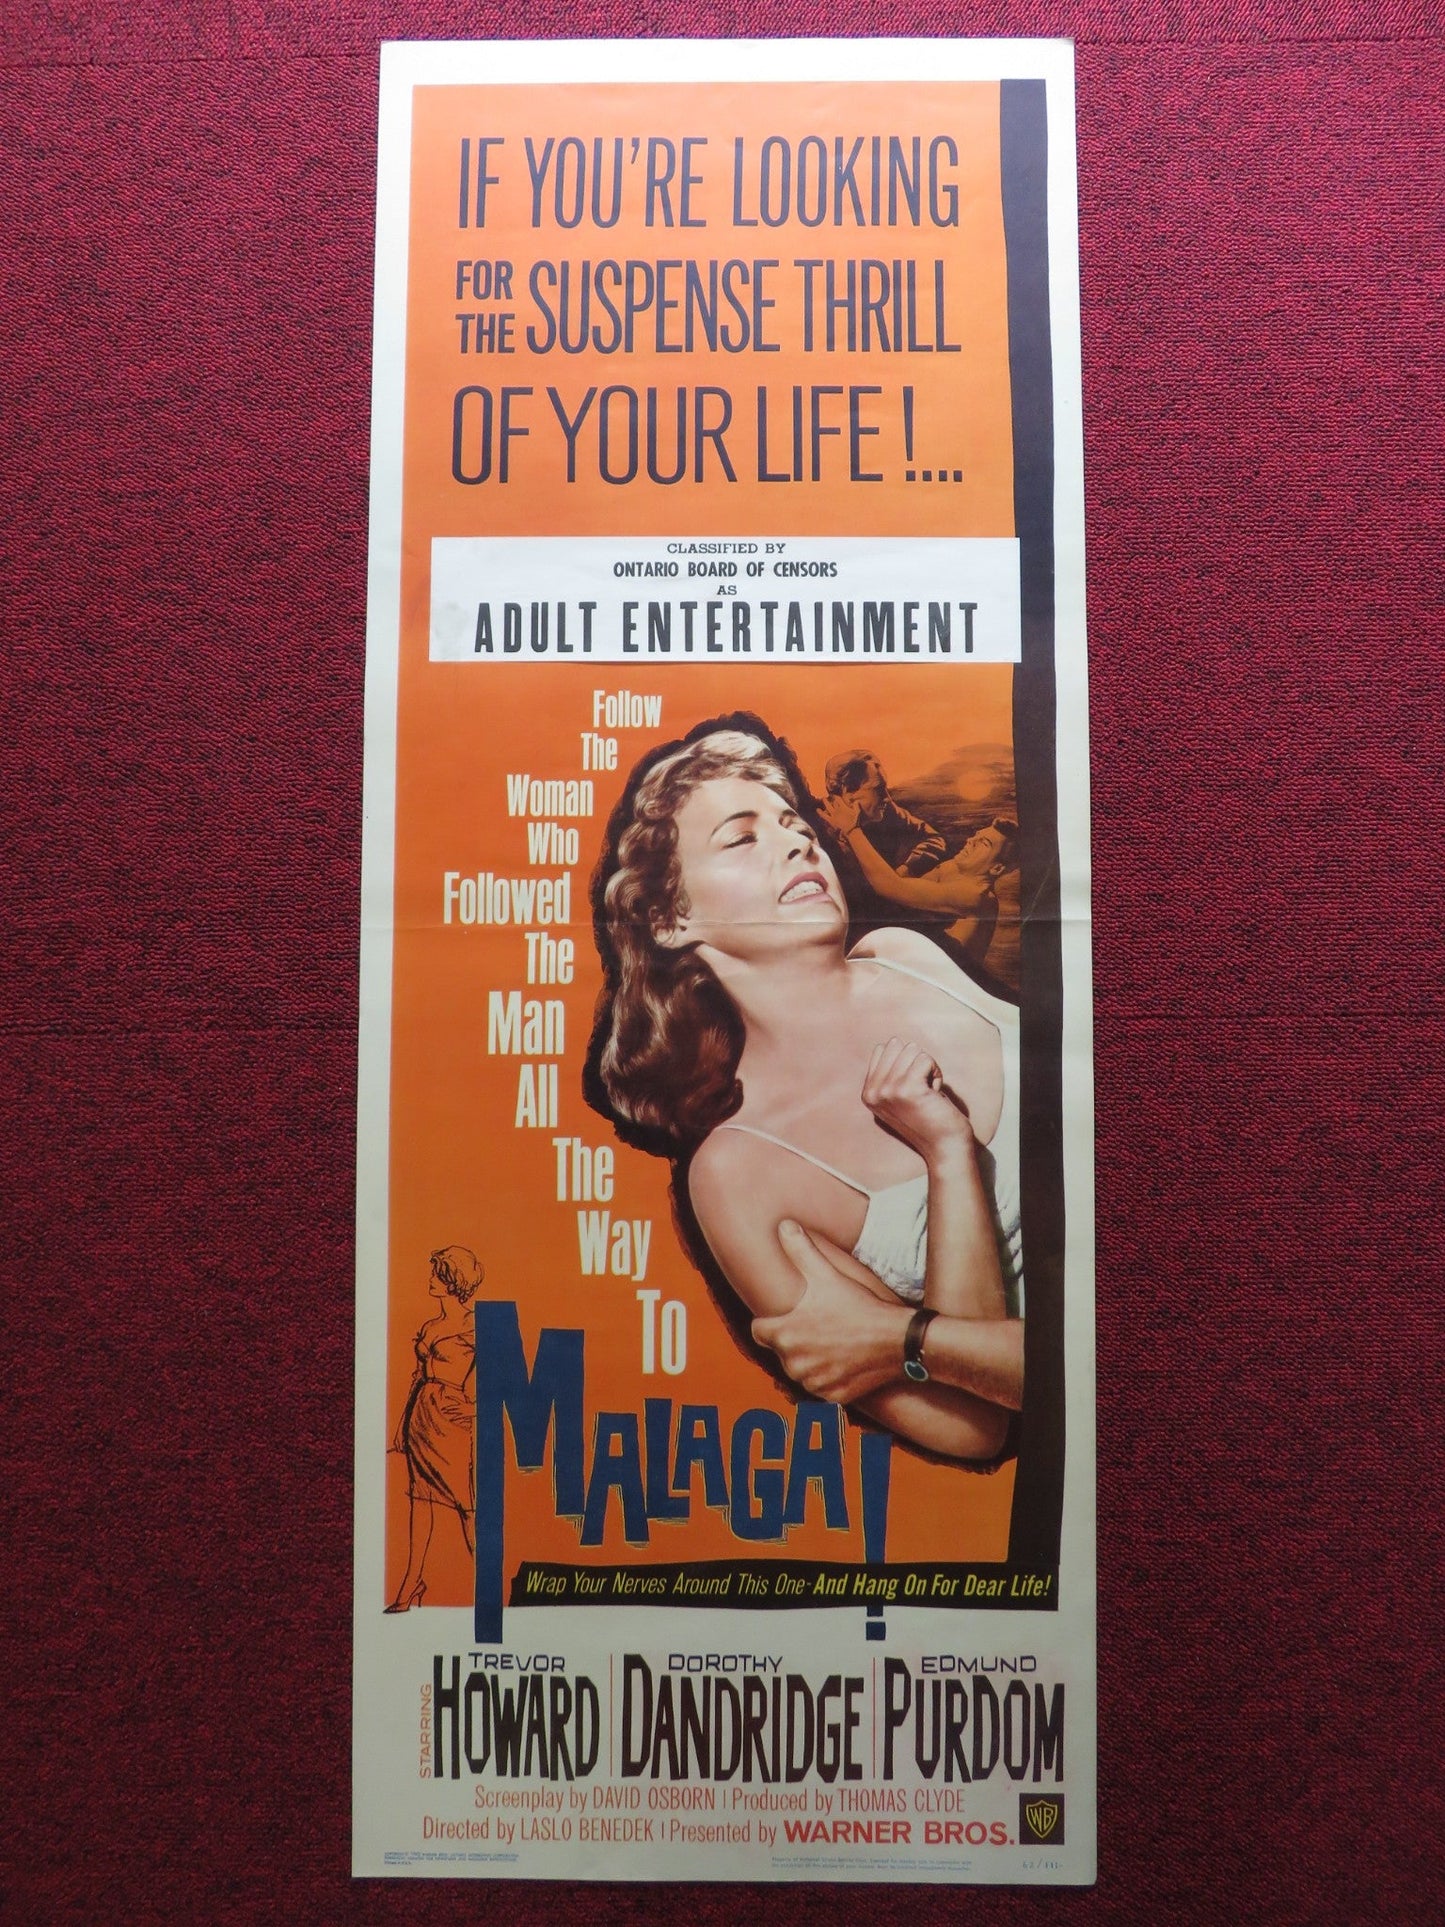 IF YOU'RE LOOKING
FOR THE SUSPENSE THRILL
OF YOUR LIFE!....
CLASSIFIED BY
ONTARIO BOARD OF CENSORS
AS
ADULT ENTERTAINMENT
Follow
The
Woman
Who
Followed
The
Man
All
The
Way
To
MALAGA!
Wrap Your Nerves Around This One-And Hang On For Dear Life!
STARRING
TREVOR HOWARD
DOROTHY DANDRIDGE
EDMUND PURDOM
Screenplay by DAVID OSBORN | Produced by THOMAS CLYDE
Directed by LASLO BENEDEK | Presented by WARNER BROS.
WB
62/111